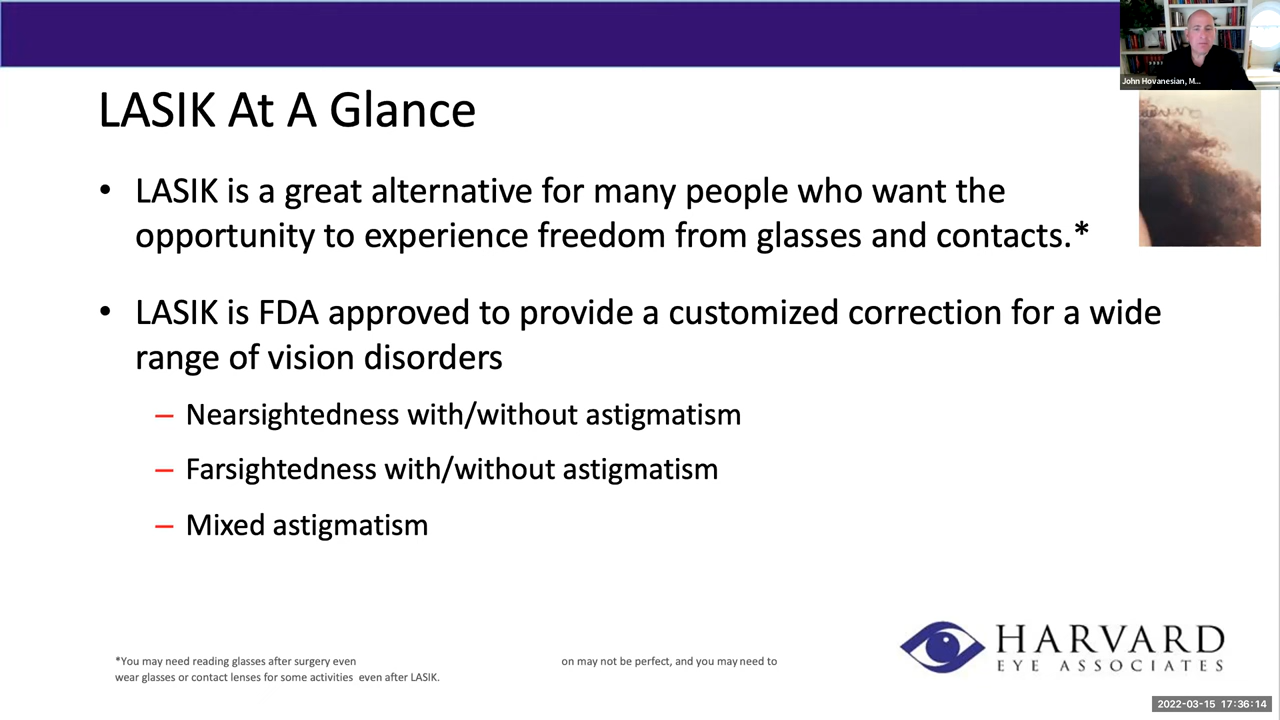 John Hovanesian, M...
LASIK At A Glance
• LASIK is a great alternative for many people who want the
opportunity to experience freedom from glasses and contacts.*
• LASIK is FDA approved to provide a customized correction for a wide
range of vision disorders
– Nearsightedness with/without astigmatism
– Farsightedness with/without astigmatism
– Mixed astigmatism
*You may need reading glasses after surgery even on may not be perfect, and you may need to
wear glasses or contact lenses for some activities even after LASIK.
HARVARD
EYE ASSOCIATES
2022-03-15 17:36:14